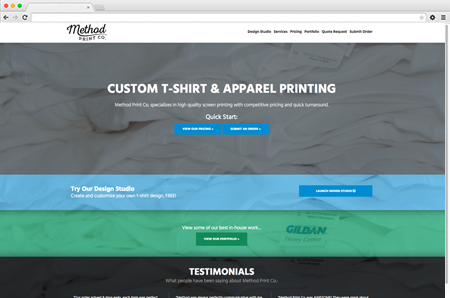 Method
PRINT CO.
Design Studio Services Pricing Portfolio Quote Request Submit Order
CUSTOM T-SHIRT & APPAREL PRINTING
Method Print Co. specializes in high quality screen printing with competitive pricing and quick turnaround.
Quick Start:
VIEW OUR PRICING » SUBMIT AN ORDER »
Try Our Design Studio
Create and customize your own t-shirt design, FREE!
LAUNCH DESIGN STUDIO
View some of our best in-house work...
VIEW OUR PORTFOLIO »
GILDAN
Heavy Cotton
TESTIMONIALS
What people have been saying about Method Print Co.